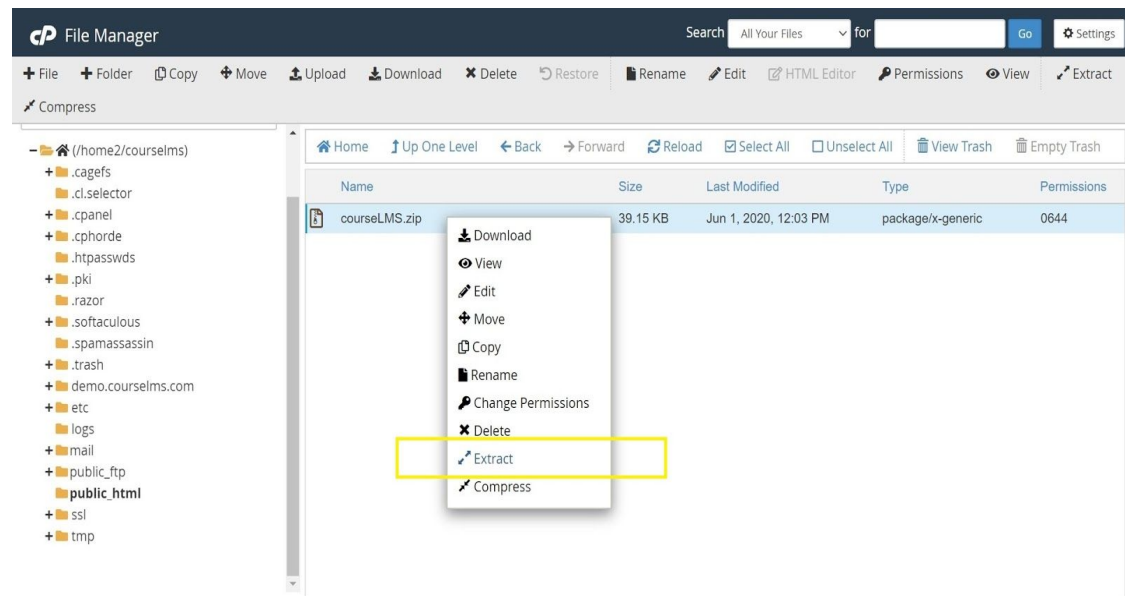 cP File Manager
Search All Your Files for Go Settings
File Folder Copy Move Upload Download Delete Restore Rename Edit HTML Editor Permissions View Extract
Compress
(/home2/courselms)
.cagefs
.cl.selector
.cpanel
.cphorde
.htpasswds
.pki
.razor
.softaculous
.spamassassin
.trash
demo.courselms.com
etc
logs
mail
public_ftp
public_html
ssl
tmp
Home Up One Level Back Forward Reload Select All Unselect All View Trash Empty Trash
Name Size Last Modified Type Permissions
courseLMS.zip 39.15 KB Jun 1, 2020, 12:03 PM package/x-generic 0644
Download
View
Edit
Move
Copy
Rename
Change Permissions
Delete
Extract
Compress